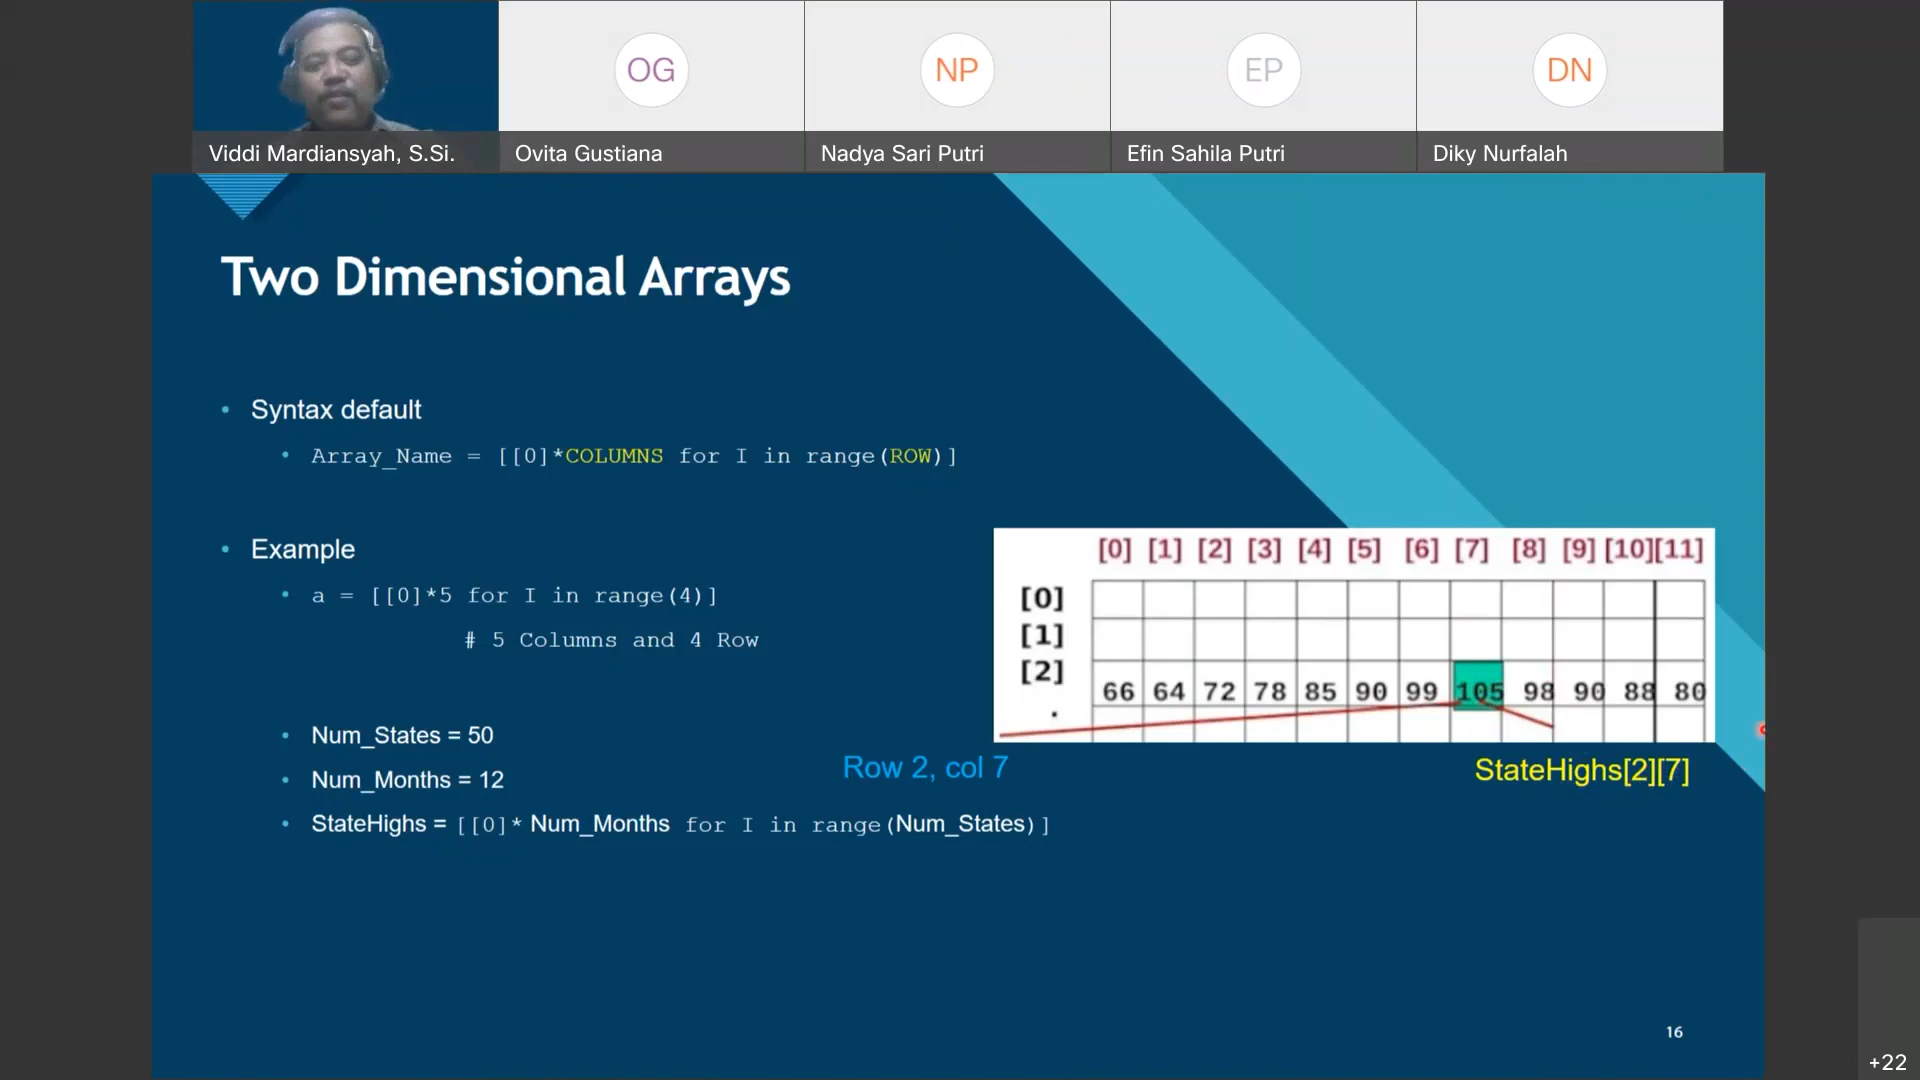 OG
NP
EP
DN
Viddi Mardiansyah, S.Si.
Ovita Gustiana
Nadya Sari Putri
Efin Sahila Putri
Diky Nurfalah
Two Dimensional Arrays
• Syntax default
• Array_Name = [[0]*COLUMNS for I in range(ROW)]
• Example
• a = [[0]*5 for I in range(4)]
# 5 Columns and 4 Row
• Num_States = 50
• Num_Months = 12
• StateHighs = [[0]* Num_Months for I in range(Num_States)]
[0] [1] [2] [3] [4] [5] [6] [7] [8] [9] [10][11]
[0]
[1]
[2]
66 64 72 78 85 90 99 105 98 90 88 80
.
Row 2, col 7
StateHighs[2][7]
16
+22